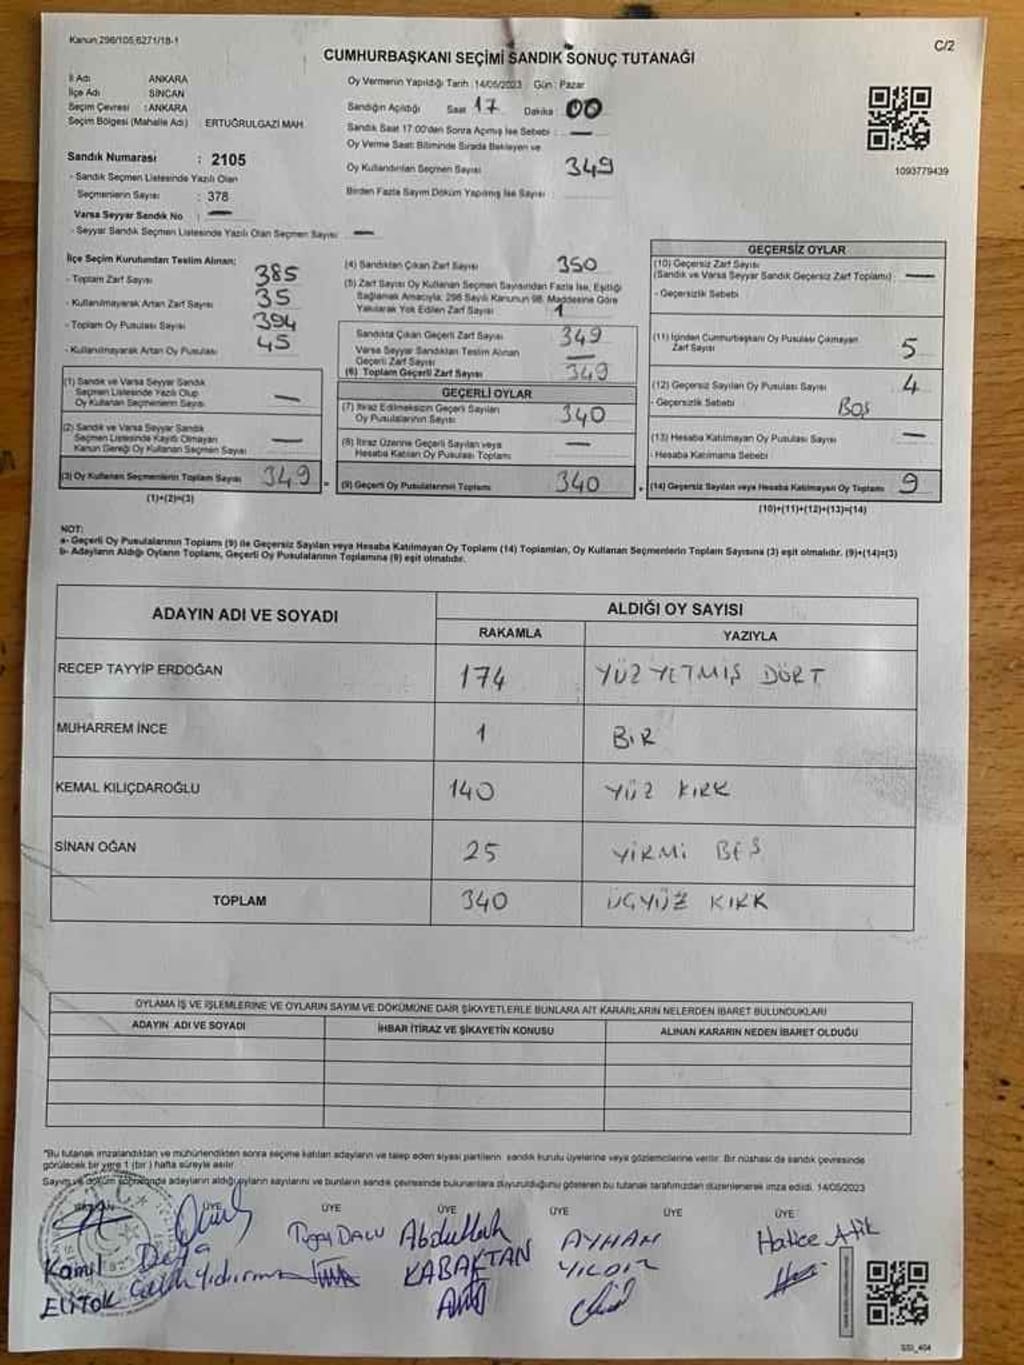 Kanun:296/105,6271/18-1
C/2
CUMHURBAŞKANI SEÇİMİ SANDIK SONUÇ TUTANAĞI
İl Adı ANKARA
İlçe Adı SİNCAN
Seçim Çevresi : ANKARA
Seçim Bölgesi (Mahalle Adı) : ERTUĞRULGAZİ MAH.
Sandık Numarası : 2105
- Sandık Seçmen Listesinde Yazılı Olan
Seçmenlerin Sayısı : 378
Varsa Seyyar Sandık No : —
- Seyyar Sandık Seçmen Listesinde Yazılı Olan Seçmen Sayısı —
Oy Vermenin Yapıldığı Tarih : 14/05/2023 Gün : Pazar
Sandığın Açıldığı Saat 17 Dakika : 00
Sandık Saat 17:00'den Sonra Açımış İse Sebebi : —
Oy Verme Saati Bitiminde Sırada Bekleyen ve
Oy Kullandırılan Seçmen Sayısı 349
Birden Fazla Sayım Döküm Yapılmış İse Sayısı :
1093779439
İlçe Seçim Kurulundan Teslim Alınan;
- Toplam Zarf Sayısı 385
- Kullanılmayarak Artan Zarf Sayısı 35
- Toplam Oy Pusulası Sayısı 394
- Kullanılmayarak Artan Oy Pusulası 45
(1) Sandık ve Varsa Seyyar Sandık
Seçmen Listesinde Yazılı Olup
Oy Kullanan Seçmenlerin Sayısı —
(2) Sandık ve Varsa Seyyar Sandık
Seçmen Listesinde Kayıtlı Olmayan
Kanun Gereği Oy Kullanan Seçmen Sayısı —
(3) Oy Kullanan Seçmenlerin Toplam Sayısı 349
(1)+(2)=(3)
(4) Sandıktan Çıkan Zarf Sayısı 350
(5) Zarf Sayısı Oy Kullanan Seçmen Sayısından Fazla İse, Eşitliği
Sağlamak Amacıyla; 298 Sayılı Kanunun 98. Maddesine Göre
Yakılarak Yok Edilen Zarf Sayısı 1
Sandıkta Çıkan Geçerli Zarf Sayısı 349
Varsa Seyyar Sandıktan Teslim Alınan
Geçerli Zarf Sayısı —
(6) Toplam Geçerli Zarf Sayısı 349
GEÇERLİ OYLAR
(7) İtiraz Edilmeksizin Geçerli Sayılan
Oy Pusulalarının Sayısı 340
(8) İtiraz Üzerine Geçerli Sayılan veya
Hesaba Katılan Oy Pusulası Toplamı —
(9) Geçerli Oy Pusulalarının Toplamı 340
GEÇERSİZ OYLAR
(10) Geçersiz Zarf Sayısı
(Sandık ve Varsa Seyyar Sandık Geçersiz Zarf Toplamı) —
- Geçersizlik Sebebi
(11) İçinden Cumhurbaşkanı Oy Pusulası Çıkmayan
Zarf Sayısı 5
(12) Geçersiz Sayılan Oy Pusulası Sayısı 4
- Geçersizlik Sebebi BOŞ
(13) Hesaba Katılmayan Oy Pusulası Sayısı —
- Hesaba Katılmama Sebebi
(14) Geçersiz Sayılan veya Hesaba Katılmayan Oy Toplamı 9
(10)+(11)+(12)+(13)=(14)
NOT:
a- Geçerli Oy Pusulalarının Toplamı (9) ile Geçersiz Sayılan veya Hesaba Katılmayan Oy Toplamı (14) Toplamları, Oy Kullanan Seçmenlerin Toplam Sayısına (3) eşit olmalıdır. (9)+(14)=(3)
b- Adayların Aldığı Oyların Toplamı, Geçerli Oy Pusulalarının Toplamına (9) eşit olmalıdır.
ADAYIN ADI VE SOYADI
ALDIĞI OY SAYISI
RAKAMLA YAZIYLA
RECEP TAYYİP ERDOĞAN 174 YÜZ YETMİŞ DÖRT
MUHARREM İNCE 1 BİR
KEMAL KILIÇDAROĞLU 140 YÜZ KIRK
SİNAN OĞAN 25 YİRMİ BEŞ
TOPLAM 340 ÜÇYÜZ KIRK
OYLAMA İŞ VE İŞLEMLERİNE VE OYLARIN SAYIM VE DÖKÜMÜNE DAİR ŞİKAYETLERLE BUNLARA AİT KARARLARIN NELERDEN İBARET BULUNDUKLARI
ADAYIN ADI VE SOYADI İHBAR İTİRAZ VE ŞİKAYETİN KONUSU ALINAN KARARIN NEDEN İBARET OLDUĞU
"Bu tutanak imzalandıktan ve mühürlendikten sonra seçime katılan adayların ve talep eden siyasi partilerin sandık kurulu üyelerine veya gözlemcilerine verilir. Bir nüshası da sandık çevresinde
görülecek bir yere 1 (bir) hafta süreyle asılır.
Sayım ve döküm sonucunda adayların aldığı oyların sayılarını ve bunların sandık çevresinde bulunanlara duyurulduğunu gösteren bu tutanak tarafımızdan düzenlenerek imza edildi. 14/05/2023
ÜYE ÜYE ÜYE ÜYE ÜYE ÜYE
Kamil
ELİTOK
Derya
Yıldırım
DALU
Abdullah
KABAKTAN
AYHAN
YILDIZ
Hatice Atik
SSI_404